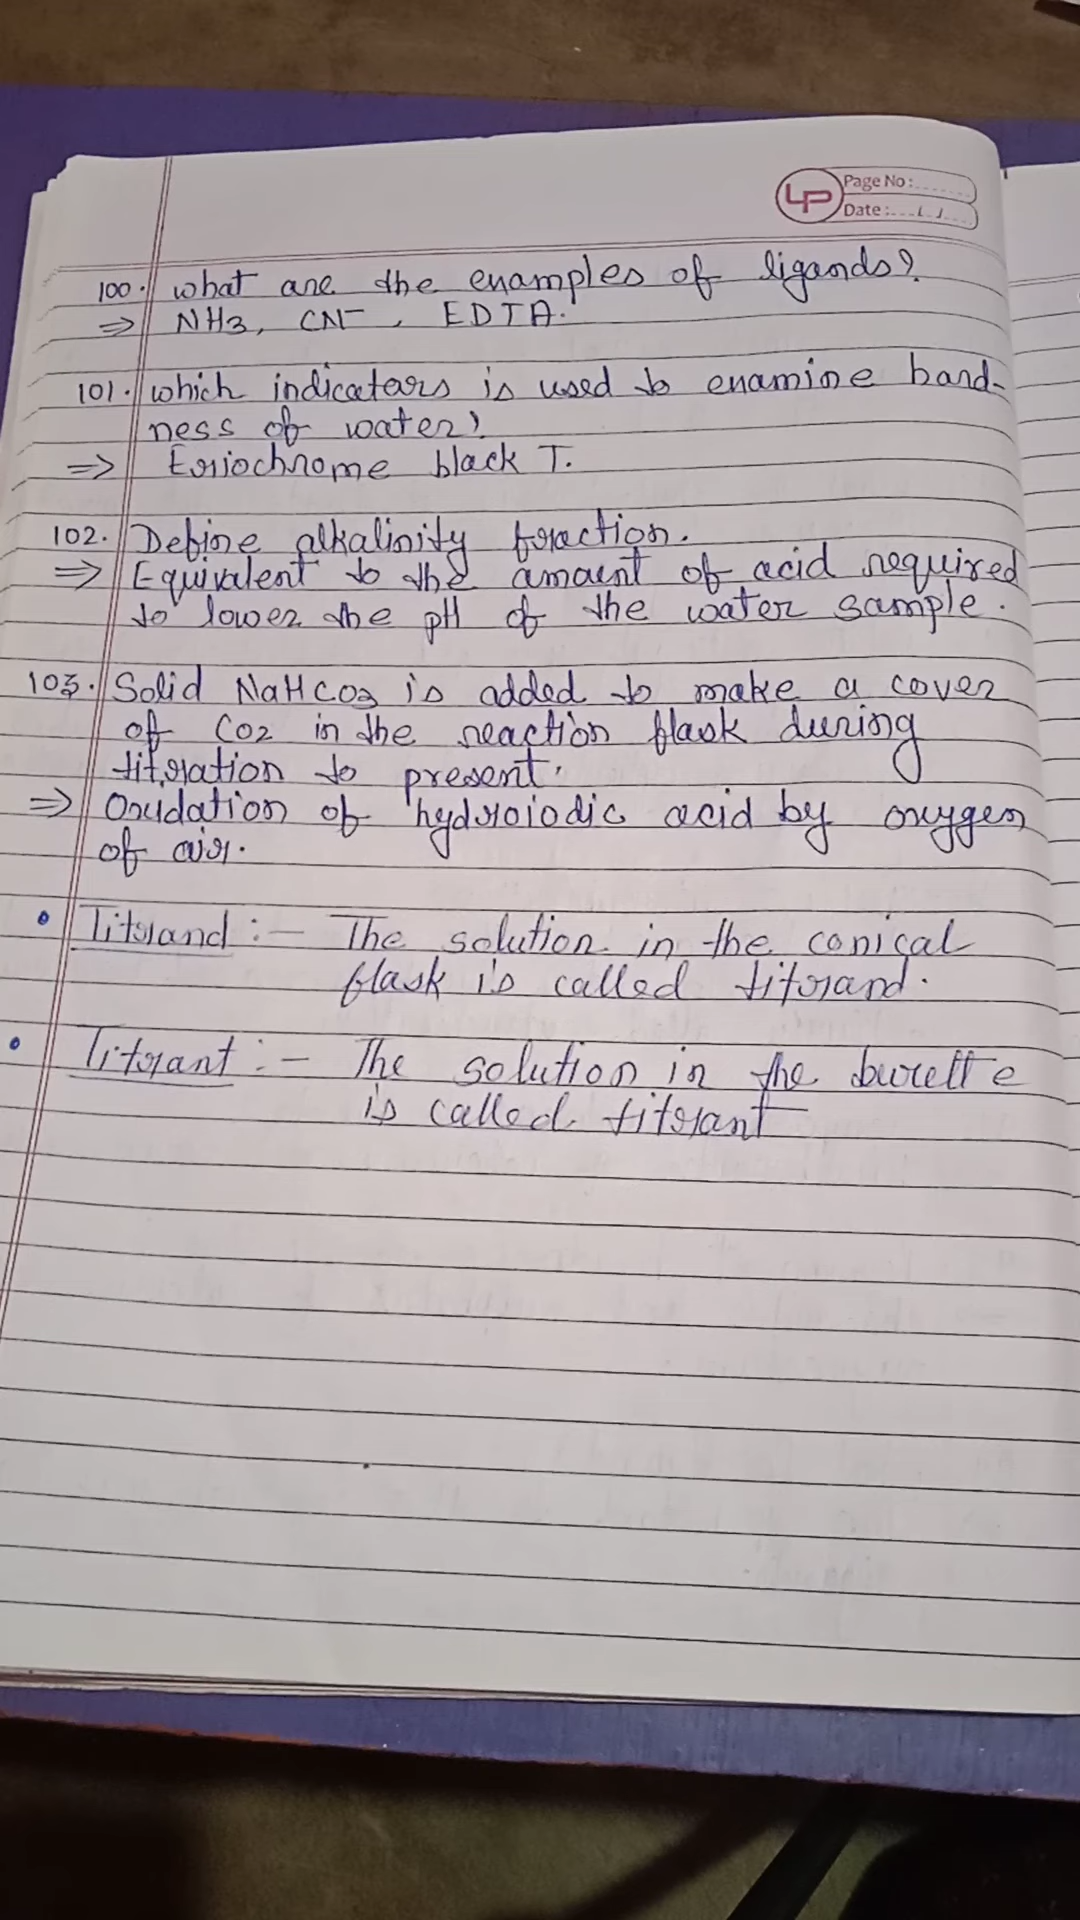 LP Page No:
Date:
100. what are the examples of ligands?
⇒ NH3, CN-, EDTA.
101. which indicators is used to examine hard-
ness of water?
⇒ Eriochrome black T.
102. Define alkalinity fraction.
⇒ Equivalent to the amount of acid required
to lower the pH of the water sample.
103. Solid NaHCO3 is added to make a cover
of CO2 in the reaction flask during
titration to present.
⇒ Oxudation of hydroiodic acid by oxygen
of air.
• Titrand :- The solution in the conical
flask is called titrand.
• Titrant :- The solution in the burette
is called titrant